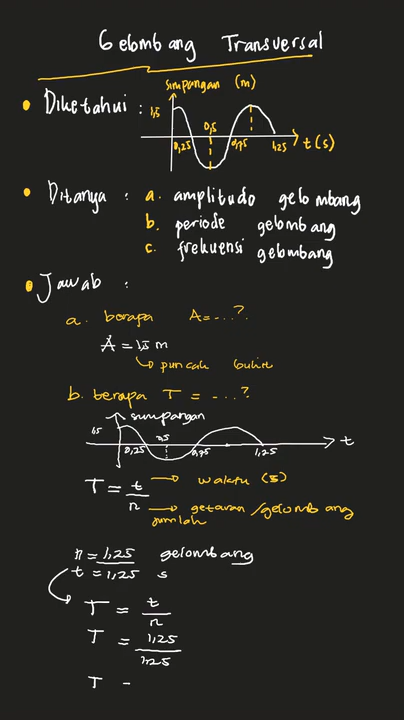 Gelombang Transversal
simpangan (m)
• Diketahui :
1,5
0,25
0,5
0,75
1,25
t (s)
• Ditanya : a. amplitudo gelombang
b. periode gelombang
c. frekuensi gelombang
• Jawab :
a. berapa A = ...?
A = 1,5 m
puncak bukit
b. berapa T = ...?
simpangan
1,5
0,25
0,5
0,75
1,25
t
T = t/n
waktu (s)
getaran/gelombang
jumlah
n = 1,25 gelombang
t = 1,25 s
T = t/n
T = 1,25/1,25
T =